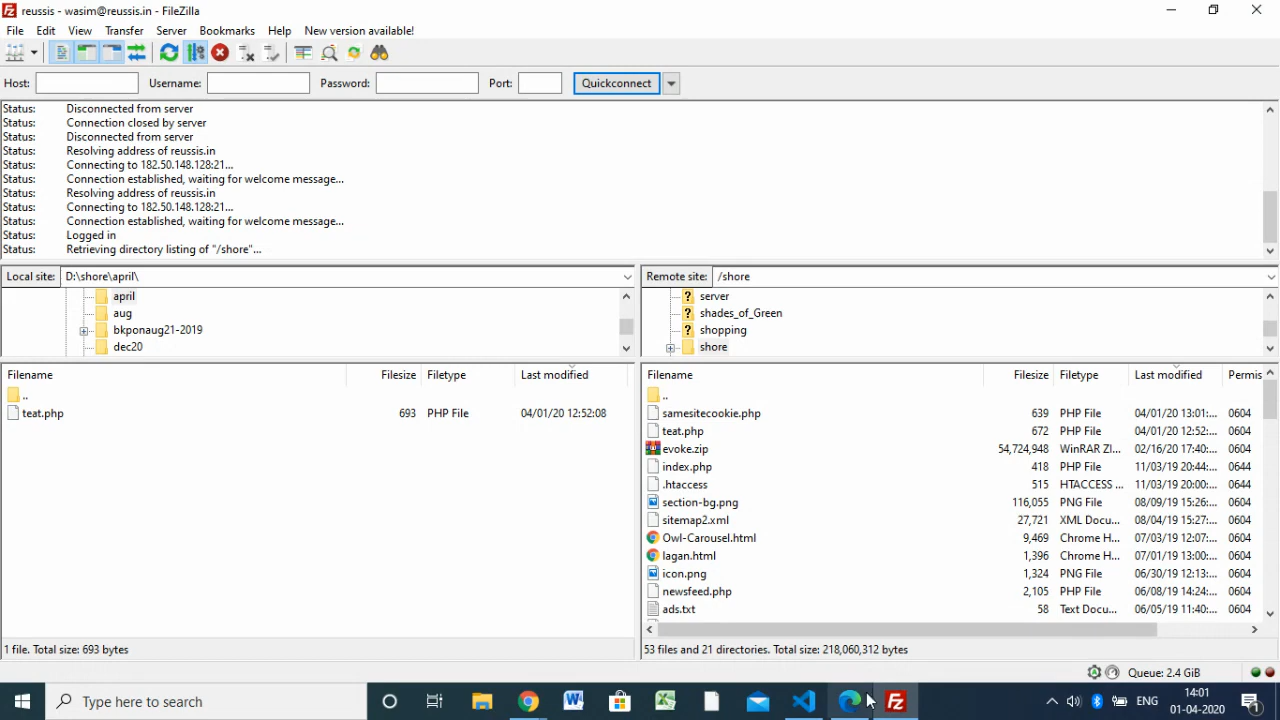 reussis - wasim@reussis.in - FileZilla
File Edit View Transfer Server Bookmarks Help New version available!
Host: Username: Password: Port: Quickconnect
Status: Disconnected from server
Status: Connection closed by server
Status: Disconnected from server
Status: Resolving address of reussis.in
Status: Connecting to 182.50.148.128:21...
Status: Connection established, waiting for welcome message...
Status: Resolving address of reussis.in
Status: Connecting to 182.50.148.128:21...
Status: Connection established, waiting for welcome message...
Status: Logged in
Status: Retrieving directory listing of "/shore"...
Local site: D:\shore\april\
april
aug
bkponaug21-2019
dec20
Filename Filesize Filetype Last modified
..
teat.php 693 PHP File 04/01/20 12:52:08
1 file. Total size: 693 bytes
Remote site: /shore
server
shades_of_Green
shopping
shore
Filename Filesize Filetype Last modified Permis
..
samesitecookie.php 639 PHP File 04/01/20 13:01:... 0604
teat.php 672 PHP File 04/01/20 12:52:... 0604
evoke.zip 54,724,948 WinRAR ZI... 02/16/20 17:40:... 0604
index.php 418 PHP File 11/03/19 20:44:... 0644
.htaccess 515 HTACCESS ... 11/03/19 20:00:... 0644
section-bg.png 116,055 PNG File 08/09/19 15:26:... 0604
sitemap2.xml 27,721 XML Docu... 08/04/19 15:27:... 0604
Owl-Carousel.html 9,469 Chrome H... 07/03/19 12:07:... 0604
lagan.html 1,396 Chrome H... 07/01/19 13:00:... 0604
icon.png 1,324 PNG File 06/30/19 12:13:... 0604
newsfeed.php 2,105 PHP File 06/08/19 14:24:... 0604
ads.txt 58 Text Docu... 06/05/19 11:40:... 0604
53 files and 21 directories. Total size: 218,060,312 bytes
Queue: 2.4 GiB
Type here to search
ENG
14:01
01-04-2020
1